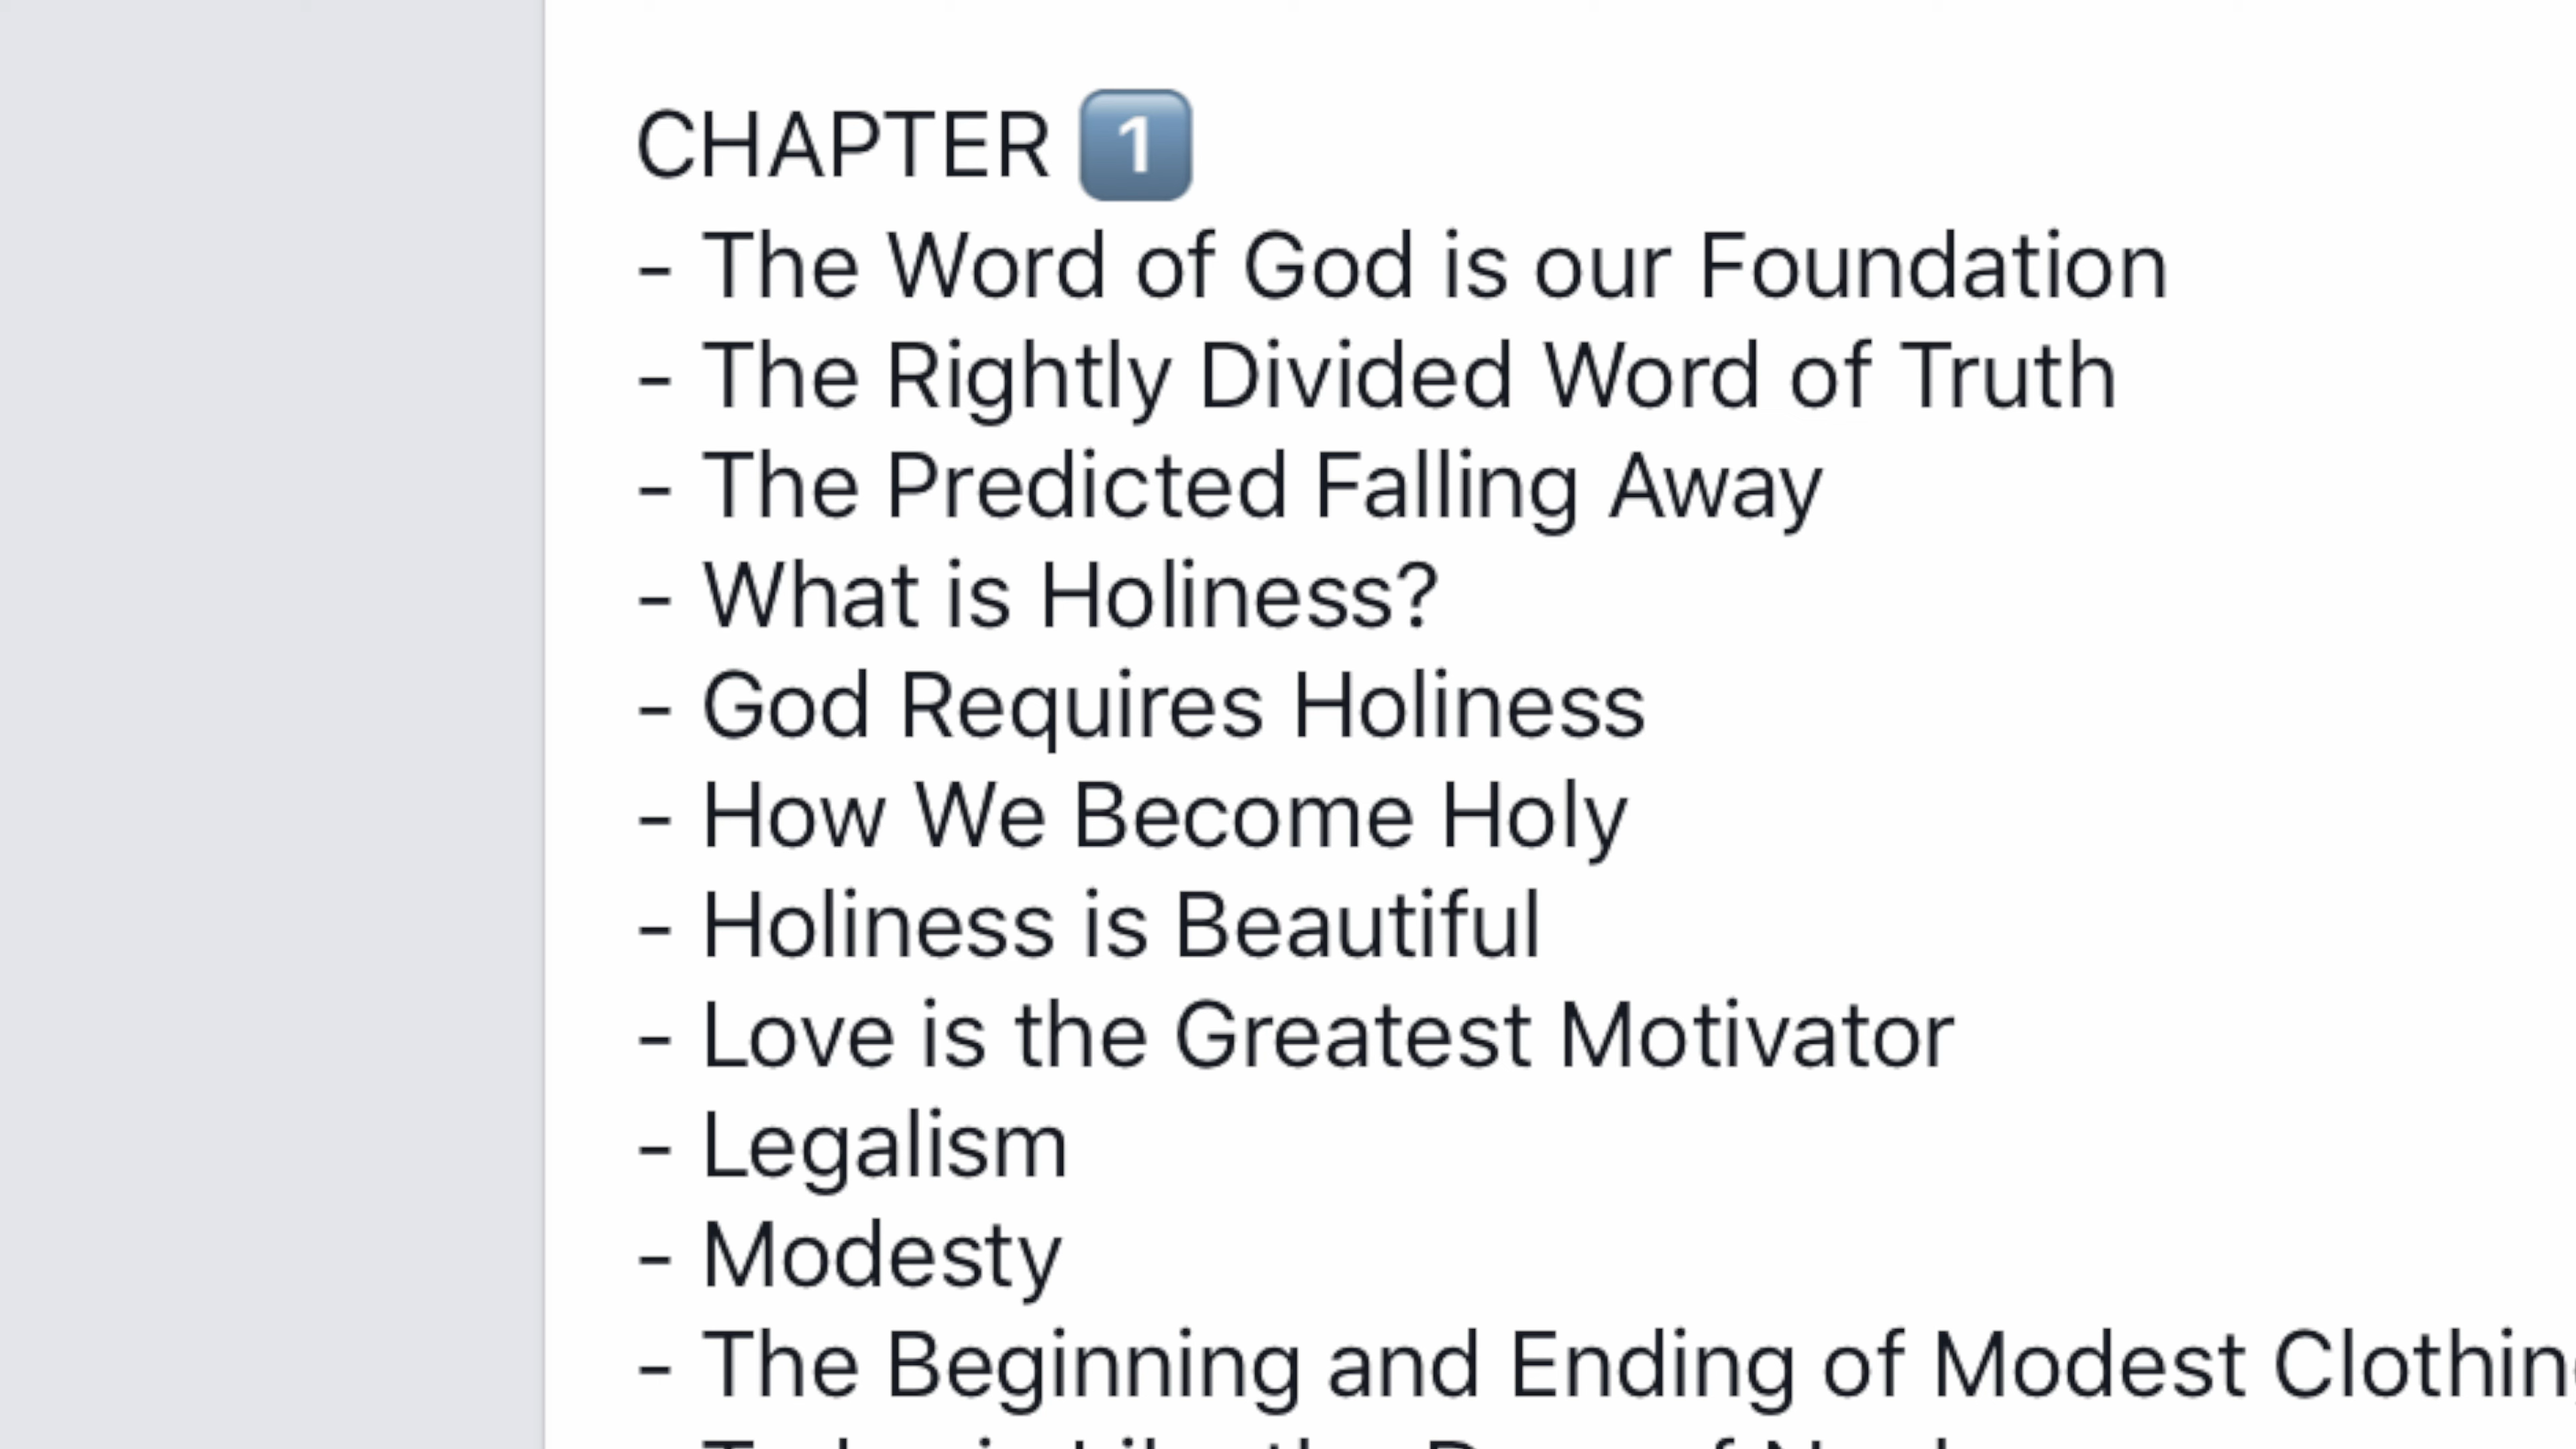 CHAPTER 1️⃣
- The Word of God is our Foundation
- The Rightly Divided Word of Truth
- The Predicted Falling Away
- What is Holiness?
- God Requires Holiness
- How We Become Holy
- Holiness is Beautiful
- Love is the Greatest Motivator
- Legalism
- Modesty
- The Beginning and Ending of Modest